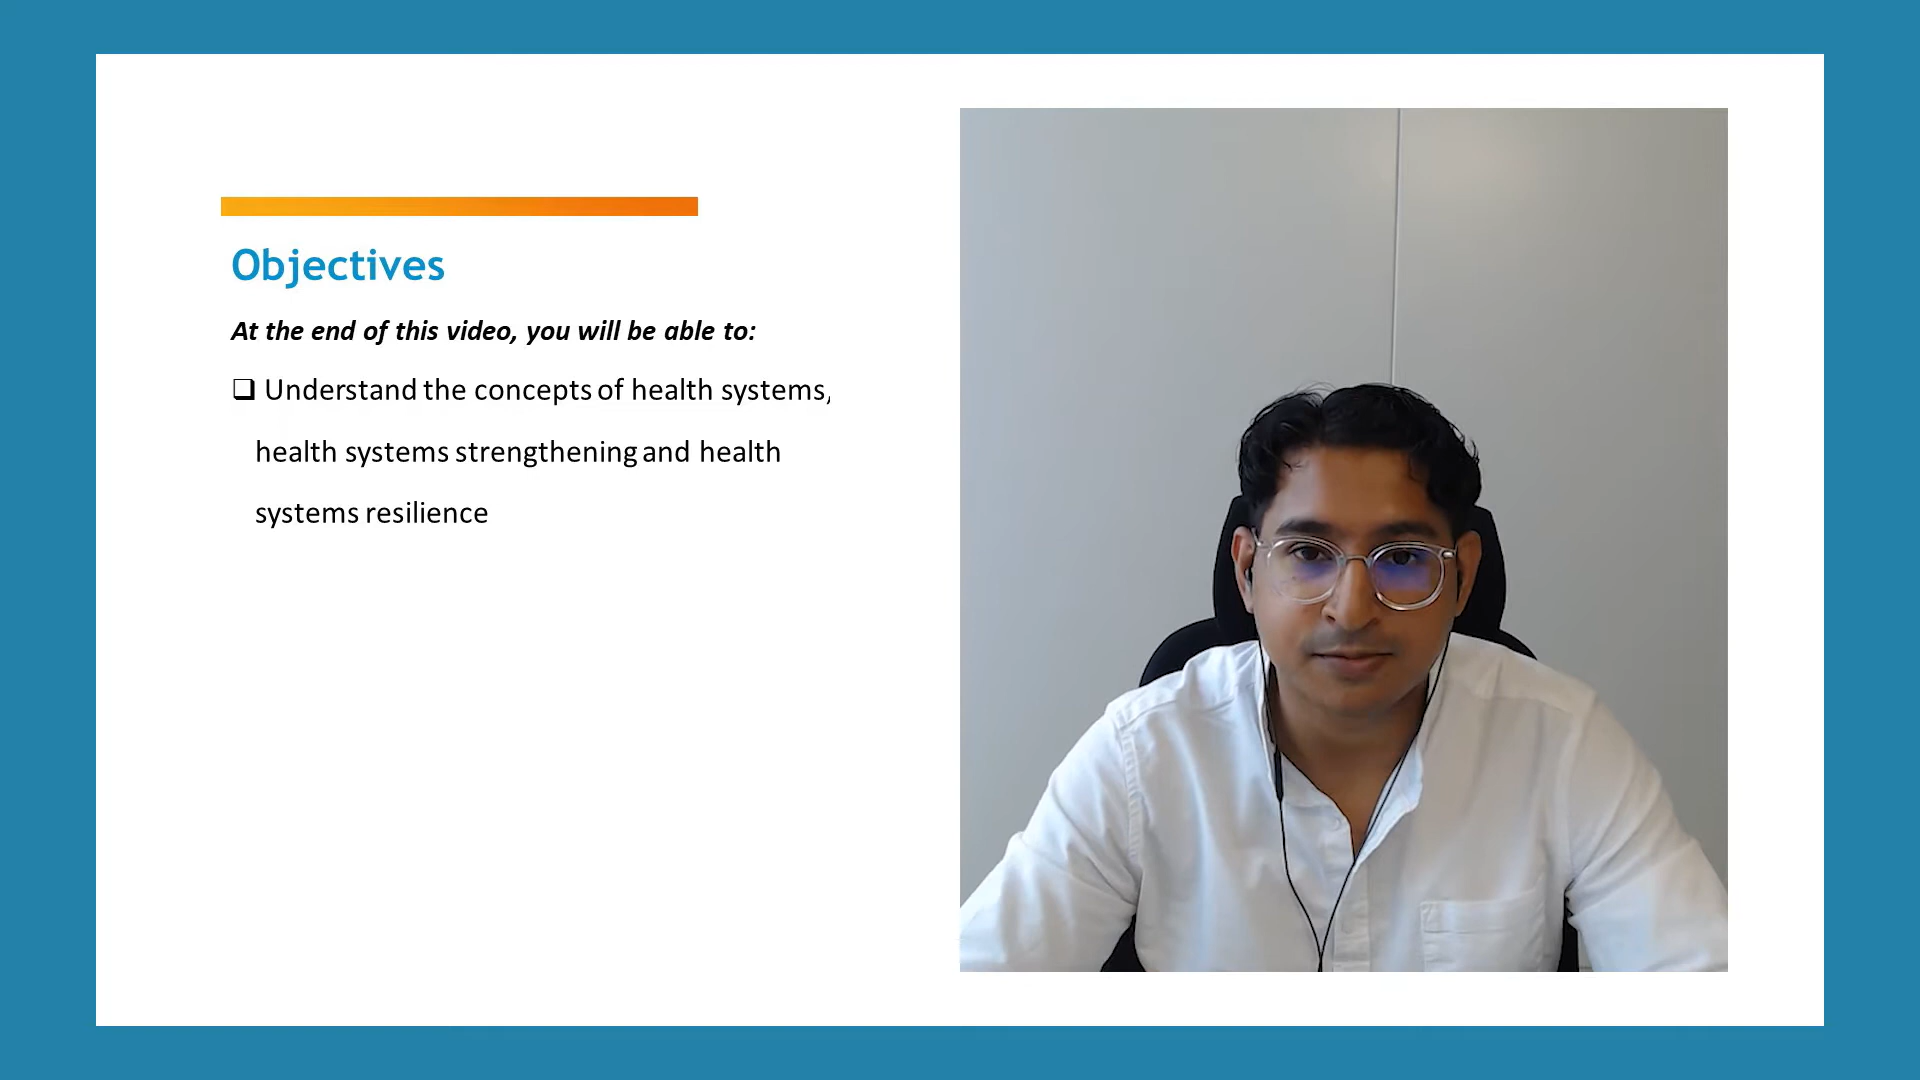 Objectives
At the end of this video, you will be able to:
❑ Understand the concepts of health systems,
health systems strengthening and health
systems resilience